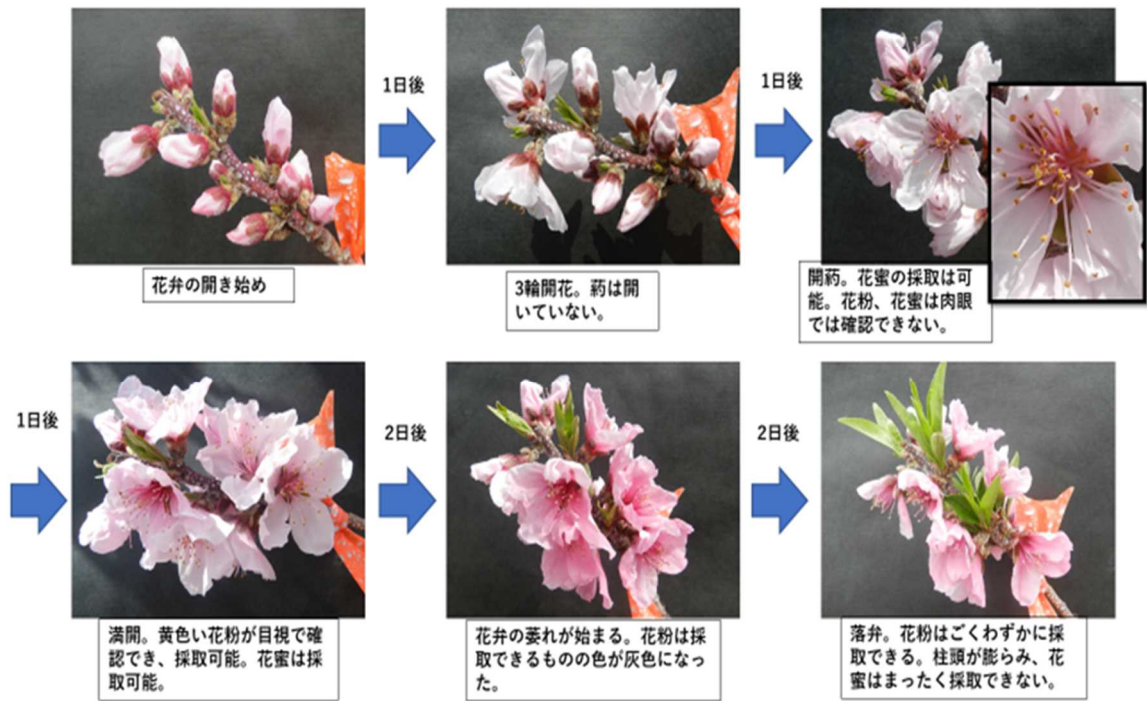 1日後
1日後
花弁の開き始め
3輪開花。葯は開
いていない。
開葯。花蜜の採取は可
能。花粉、花蜜は肉眼
では確認できない。
1日後
2日後
2日後
満開。黄色い花粉が目視で確
認でき、採取可能。花蜜は採
取可能。
花弁の萎れが始まる。花粉は採
取できるものの色が灰色になっ
た。
落弁。花粉はごくわずかに採
取できる。柱頭が膨らみ、花
蜜はまったく採取できない。